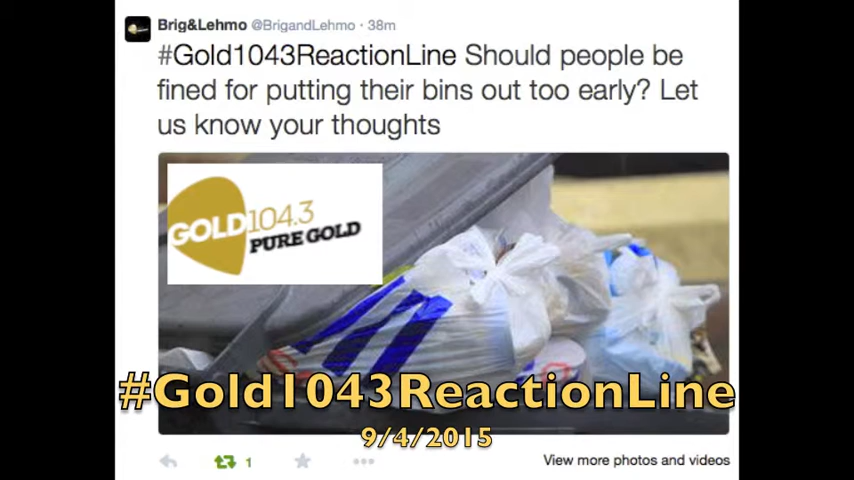 Brig&Lehmo @BrigandLehmo · 38m
#Gold1043ReactionLine Should people be
fined for putting their bins out too early? Let
us know your thoughts
GOLD104.3
PURE GOLD
#Gold1043ReactionLine
9/4/2015
1
View more photos and videos